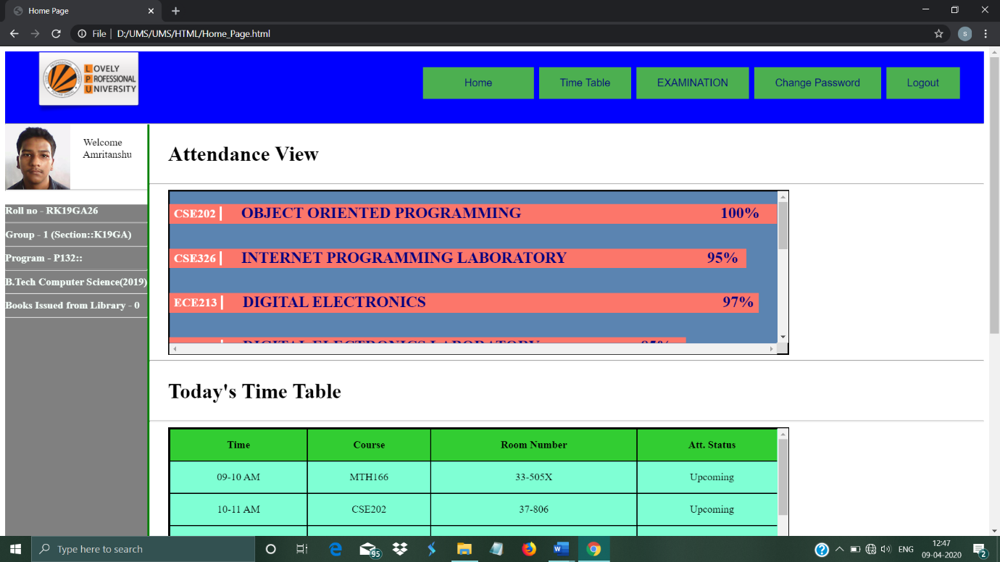 Home Page
File | D:/UMS/UMS/HTML/Home_Page.html
S
LOVELY
PROFESSIONAL
UNIVERSITY
Home Time Table EXAMINATION Change Password Logout
Welcome
Amritanshu
Roll no - RK19GA26
Group - 1 (Section::K19GA)
Program - P132::
B.Tech Computer Science(2019)
Books Issued from Library - 0
Attendance View
CSE202 | OBJECT ORIENTED PROGRAMMING 100%
CSE326 | INTERNET PROGRAMMING LABORATORY 95%
ECE213 | DIGITAL ELECTRONICS 97%
DIGITAL ELECTRONICS LABORATORY
Today's Time Table
Time Course Room Number Att. Status
09-10 AM MTH166 33-505X Upcoming
10-11 AM CSE202 37-806 Upcoming
Type here to search
95
ENG
12:47
09-04-2020
2